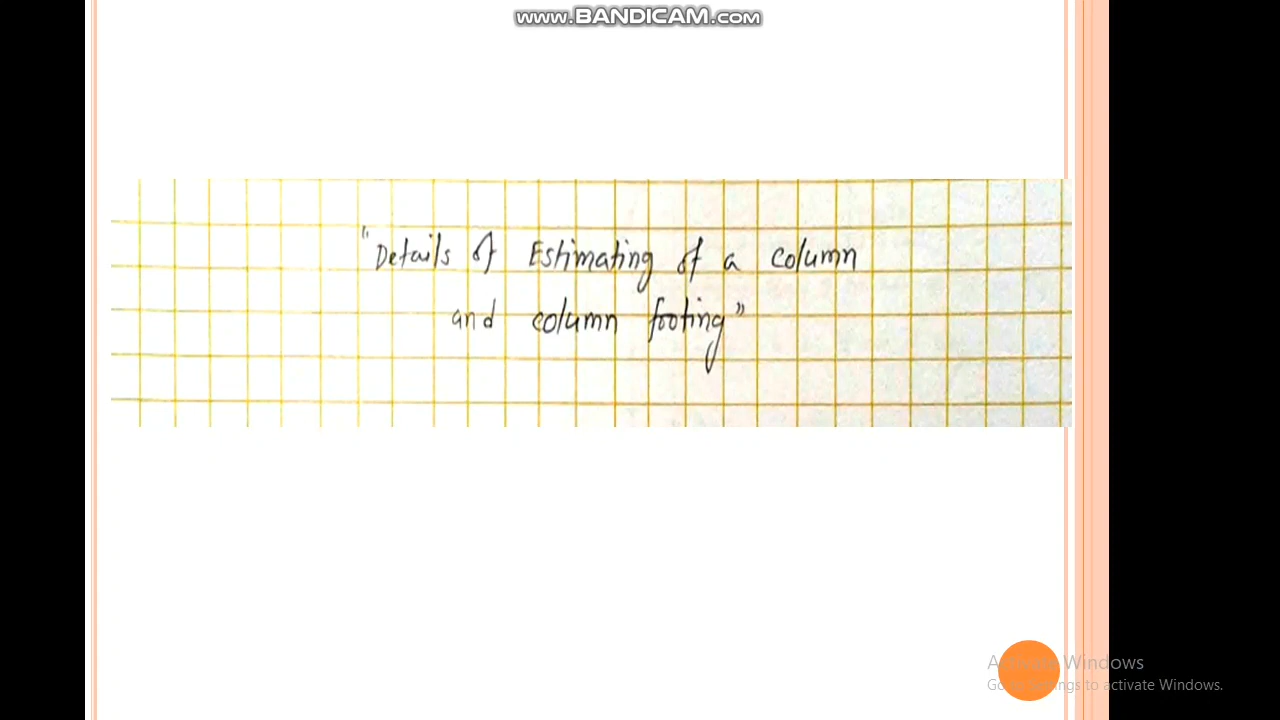 www.BANDICAM.com
"Details of Estimating of a column
and column footing"
Activate Windows
Go to Settings to activate Windows.